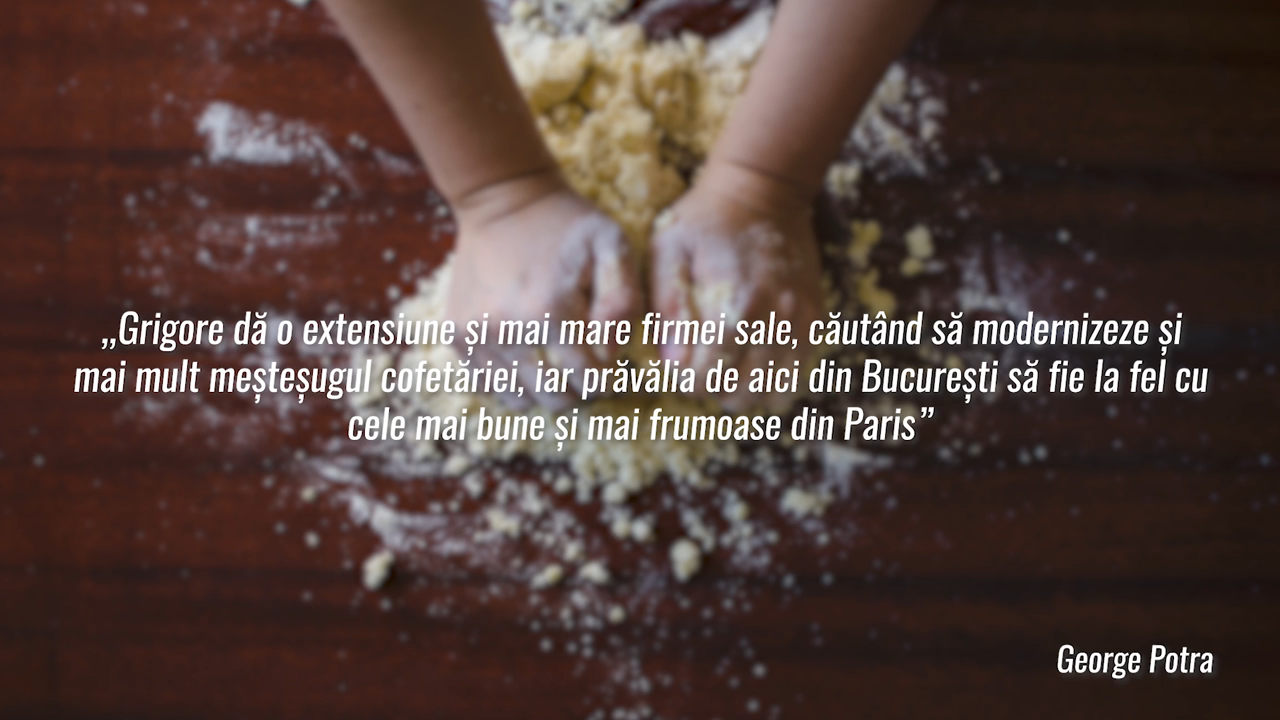 „Grigore dă o extensiune și mai mare firmei sale, căutând să modernizeze și
mai mult meșteșugul cofetăriei, iar prăvălia de aici din București să fie la fel cu
cele mai bune și mai frumoase din Paris”
George Potra